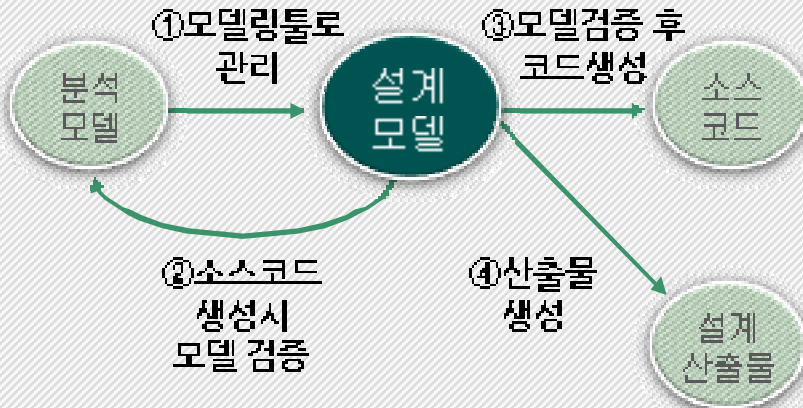 ①모델링툴로
관리
③모델검증 후
코드생성
분석
모델
설계
모델
소스
코드
②소스코드
생성시
모델 검증
④산출물
생성
설계
산출물